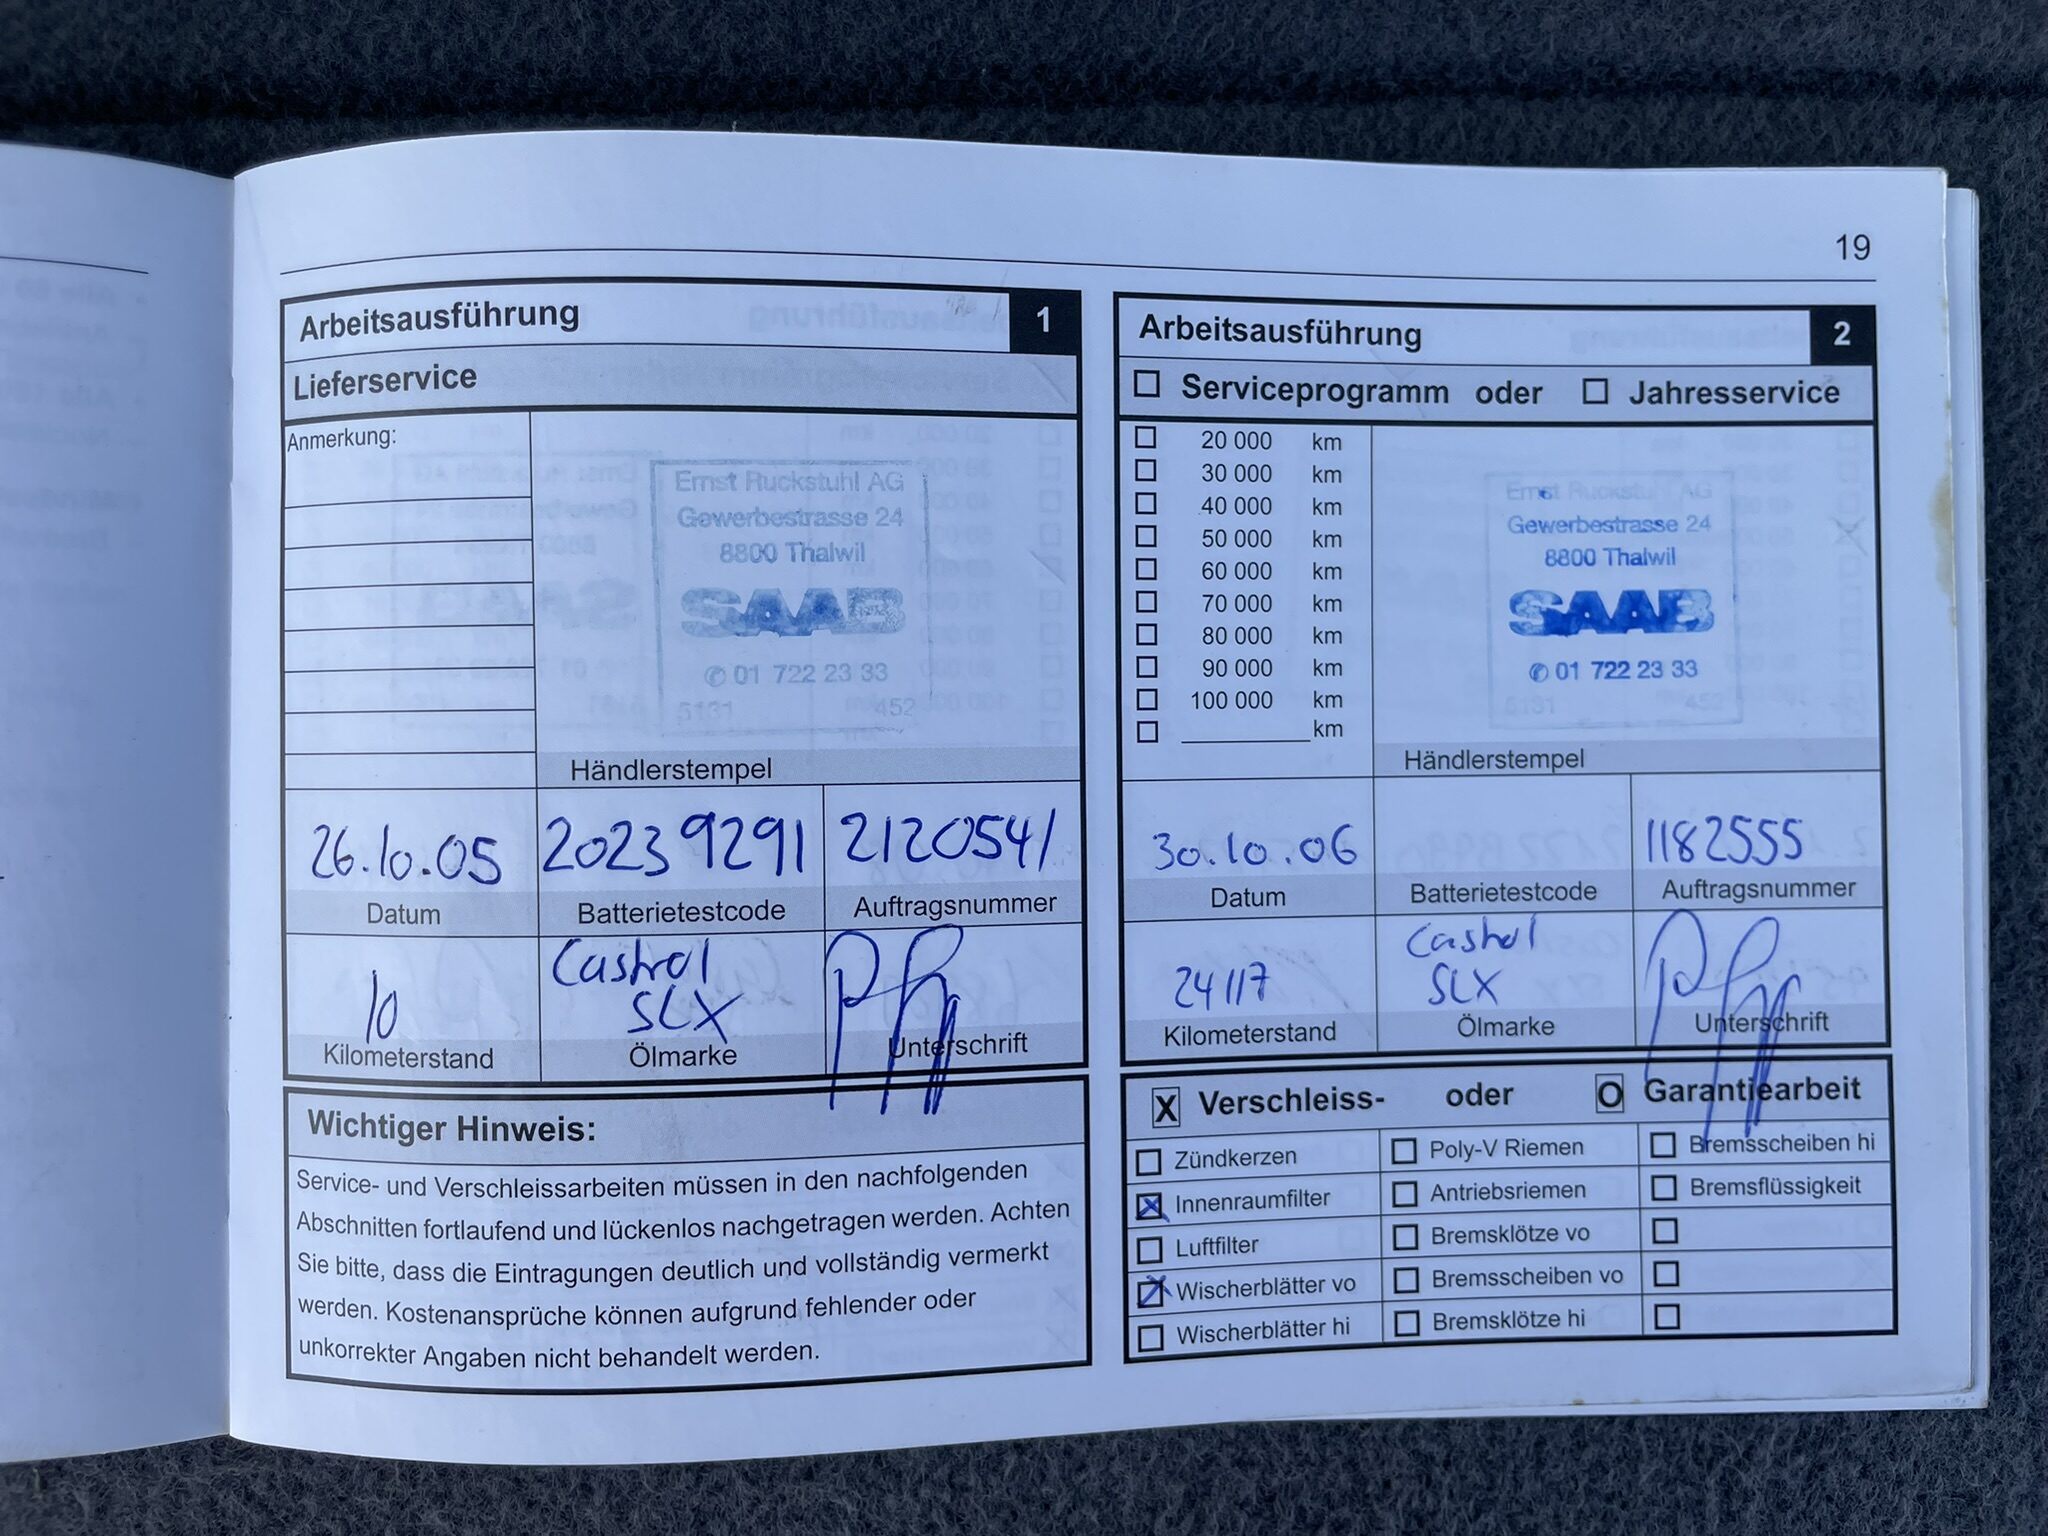 19
Arbeitsausführung 1
Lieferservice
Anmerkung:
Ernst Ruckstuhl AG
Gewerbestrasse 24
8800 Thalwil
SAAB
✆ 01 722 23 33
5131 452
Händlerstempel
26.10.05 20239291 2120541
Datum Batterietestcode Auftragsnummer
10 Castrol
SLX
Kilometerstand Ölmarke Unterschrift
Wichtiger Hinweis:
Service- und Verschleissarbeiten müssen in den nachfolgenden
Abschnitten fortlaufend und lückenlos nachgetragen werden. Achten
Sie bitte, dass die Eintragungen deutlich und vollständig vermerkt
werden. Kostenansprüche können aufgrund fehlender oder
unkorrekter Angaben nicht behandelt werden.
Arbeitsausführung 2
Serviceprogramm oder Jahresservice
20 000 km
30 000 km
40 000 km
50 000 km
60 000 km
70 000 km
80 000 km
90 000 km
100 000 km
km
Ernst Ruckstuhl AG
Gewerbestrasse 24
8800 Thalwil
SAAB
✆ 01 722 23 33
5131 452
Händlerstempel
30.10.06 1182555
Datum Batterietestcode Auftragsnummer
24117 Castrol
SLX
Kilometerstand Ölmarke Unterschrift
X Verschleiss- oder O Garantiearbeit
Zündkerzen Poly-V Riemen Bremsscheiben hi
Innenraumfilter Antriebsriemen Bremsflüssigkeit
Luftfilter Bremsklötze vo
Wischerblätter vo Bremsscheiben vo
Wischerblätter hi Bremsklötze hi